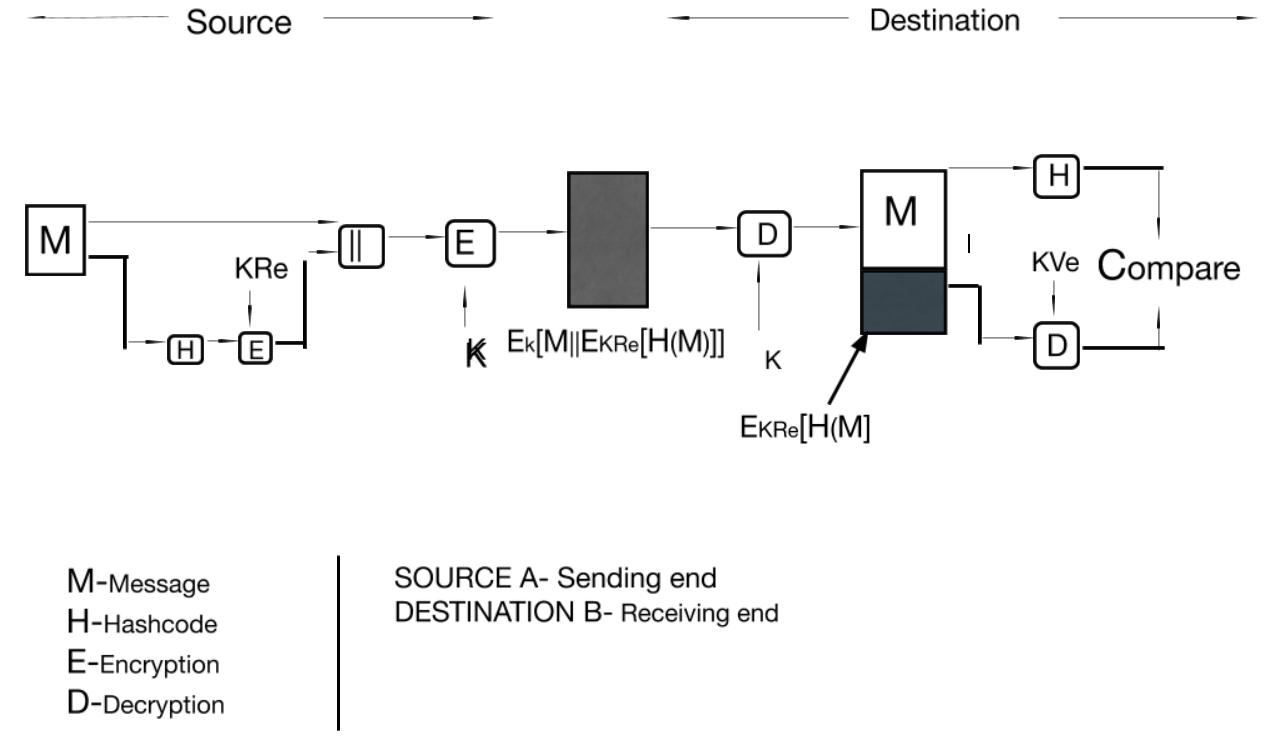 Source
Destination
M
KRe
H
E
||
E
K
Ek[M||EKRe[H(M)]]
D
K
M
EKRe[H(M]
H
KVe
Compare
D
M-Message
H-Hashcode
E-Encryption
D-Decryption
SOURCE A- Sending end
DESTINATION B- Receiving end